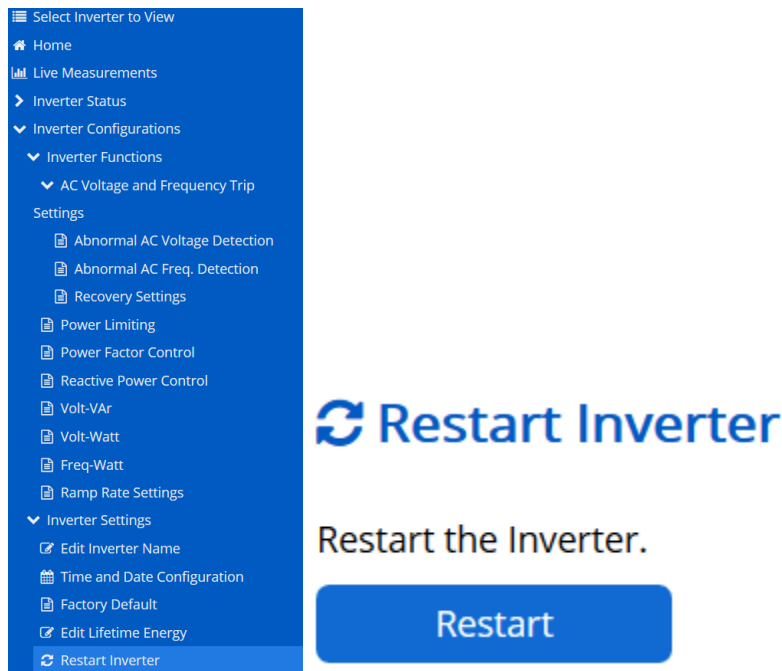 Select Inverter to View
Home
Live Measurements
Inverter Status
Inverter Configurations
Inverter Functions
AC Voltage and Frequency Trip
Settings
Abnormal AC Voltage Detection
Abnormal AC Freq. Detection
Recovery Settings
Power Limiting
Power Factor Control
Reactive Power Control
Volt-VAr
Volt-Watt
Freq-Watt
Ramp Rate Settings
Inverter Settings
Edit Inverter Name
Time and Date Configuration
Factory Default
Edit Lifetime Energy
Restart Inverter
Restart Inverter
Restart the Inverter.
Restart